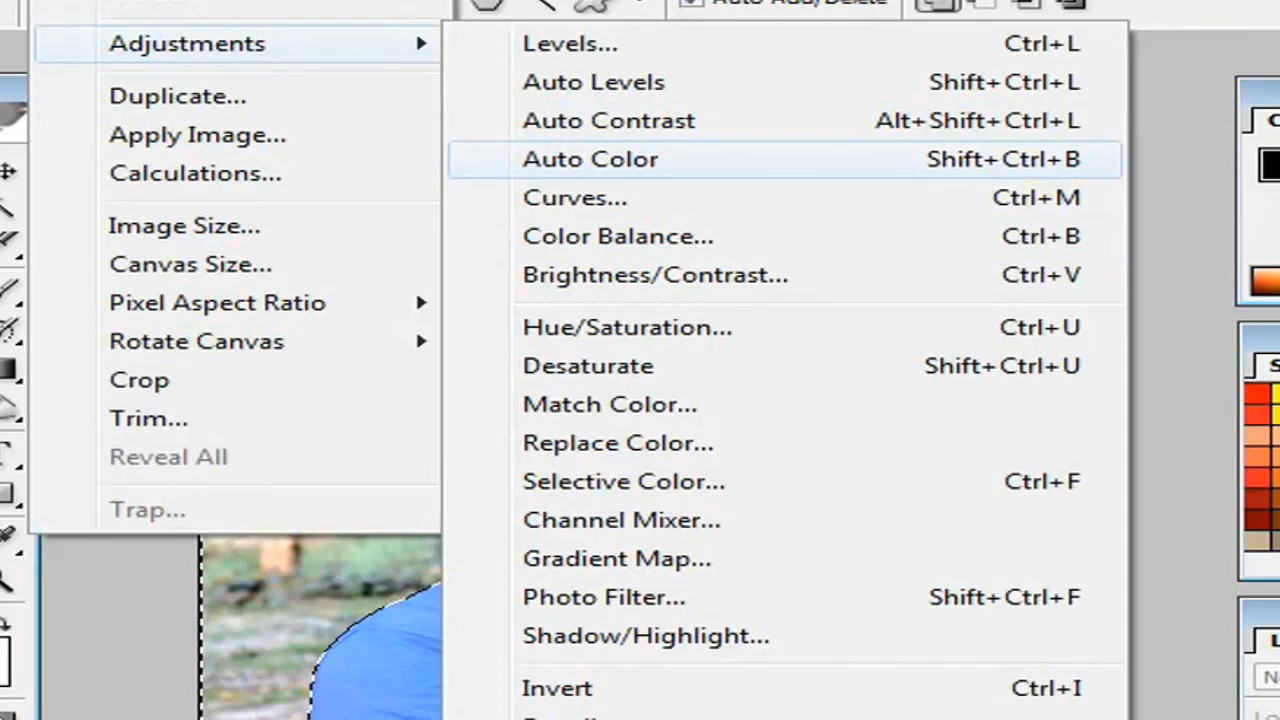 Auto Add/Delete
Adjustments
Duplicate...
Apply Image...
Calculations...
Image Size...
Canvas Size...
Pixel Aspect Ratio
Rotate Canvas
Crop
Trim...
Reveal All
Trap...
Levels... Ctrl+L
Auto Levels Shift+Ctrl+L
Auto Contrast Alt+Shift+Ctrl+L
Auto Color Shift+Ctrl+B
Curves... Ctrl+M
Color Balance... Ctrl+B
Brightness/Contrast... Ctrl+V
Hue/Saturation... Ctrl+U
Desaturate Shift+Ctrl+U
Match Color...
Replace Color...
Selective Color... Ctrl+F
Channel Mixer...
Gradient Map...
Photo Filter... Shift+Ctrl+F
Shadow/Highlight...
Invert Ctrl+I